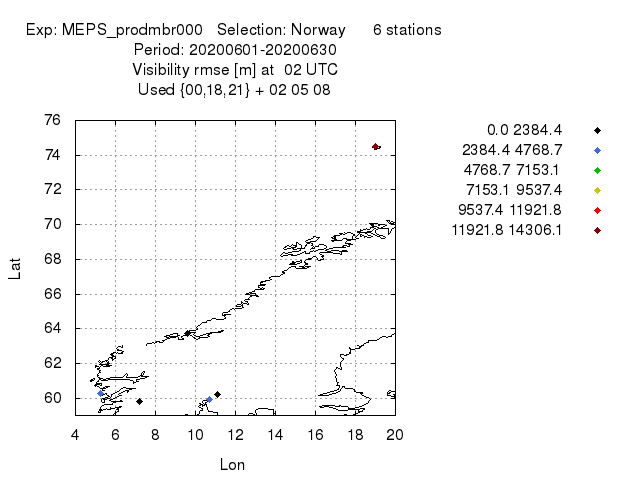 Exp: MEPS_prodmbr000 Selection: Norway 6 stations
Period: 20200601-20200630
Visibility rmse [m] at 02 UTC
Used {00,18,21} + 02 05 08
76
74
72
70
68
66
64
62
60
Lat
4 6 8 10 12 14 16 18 20
Lon
0.0 2384.4
2384.4 4768.7
4768.7 7153.1
7153.1 9537.4
9537.4 11921.8
11921.8 14306.1